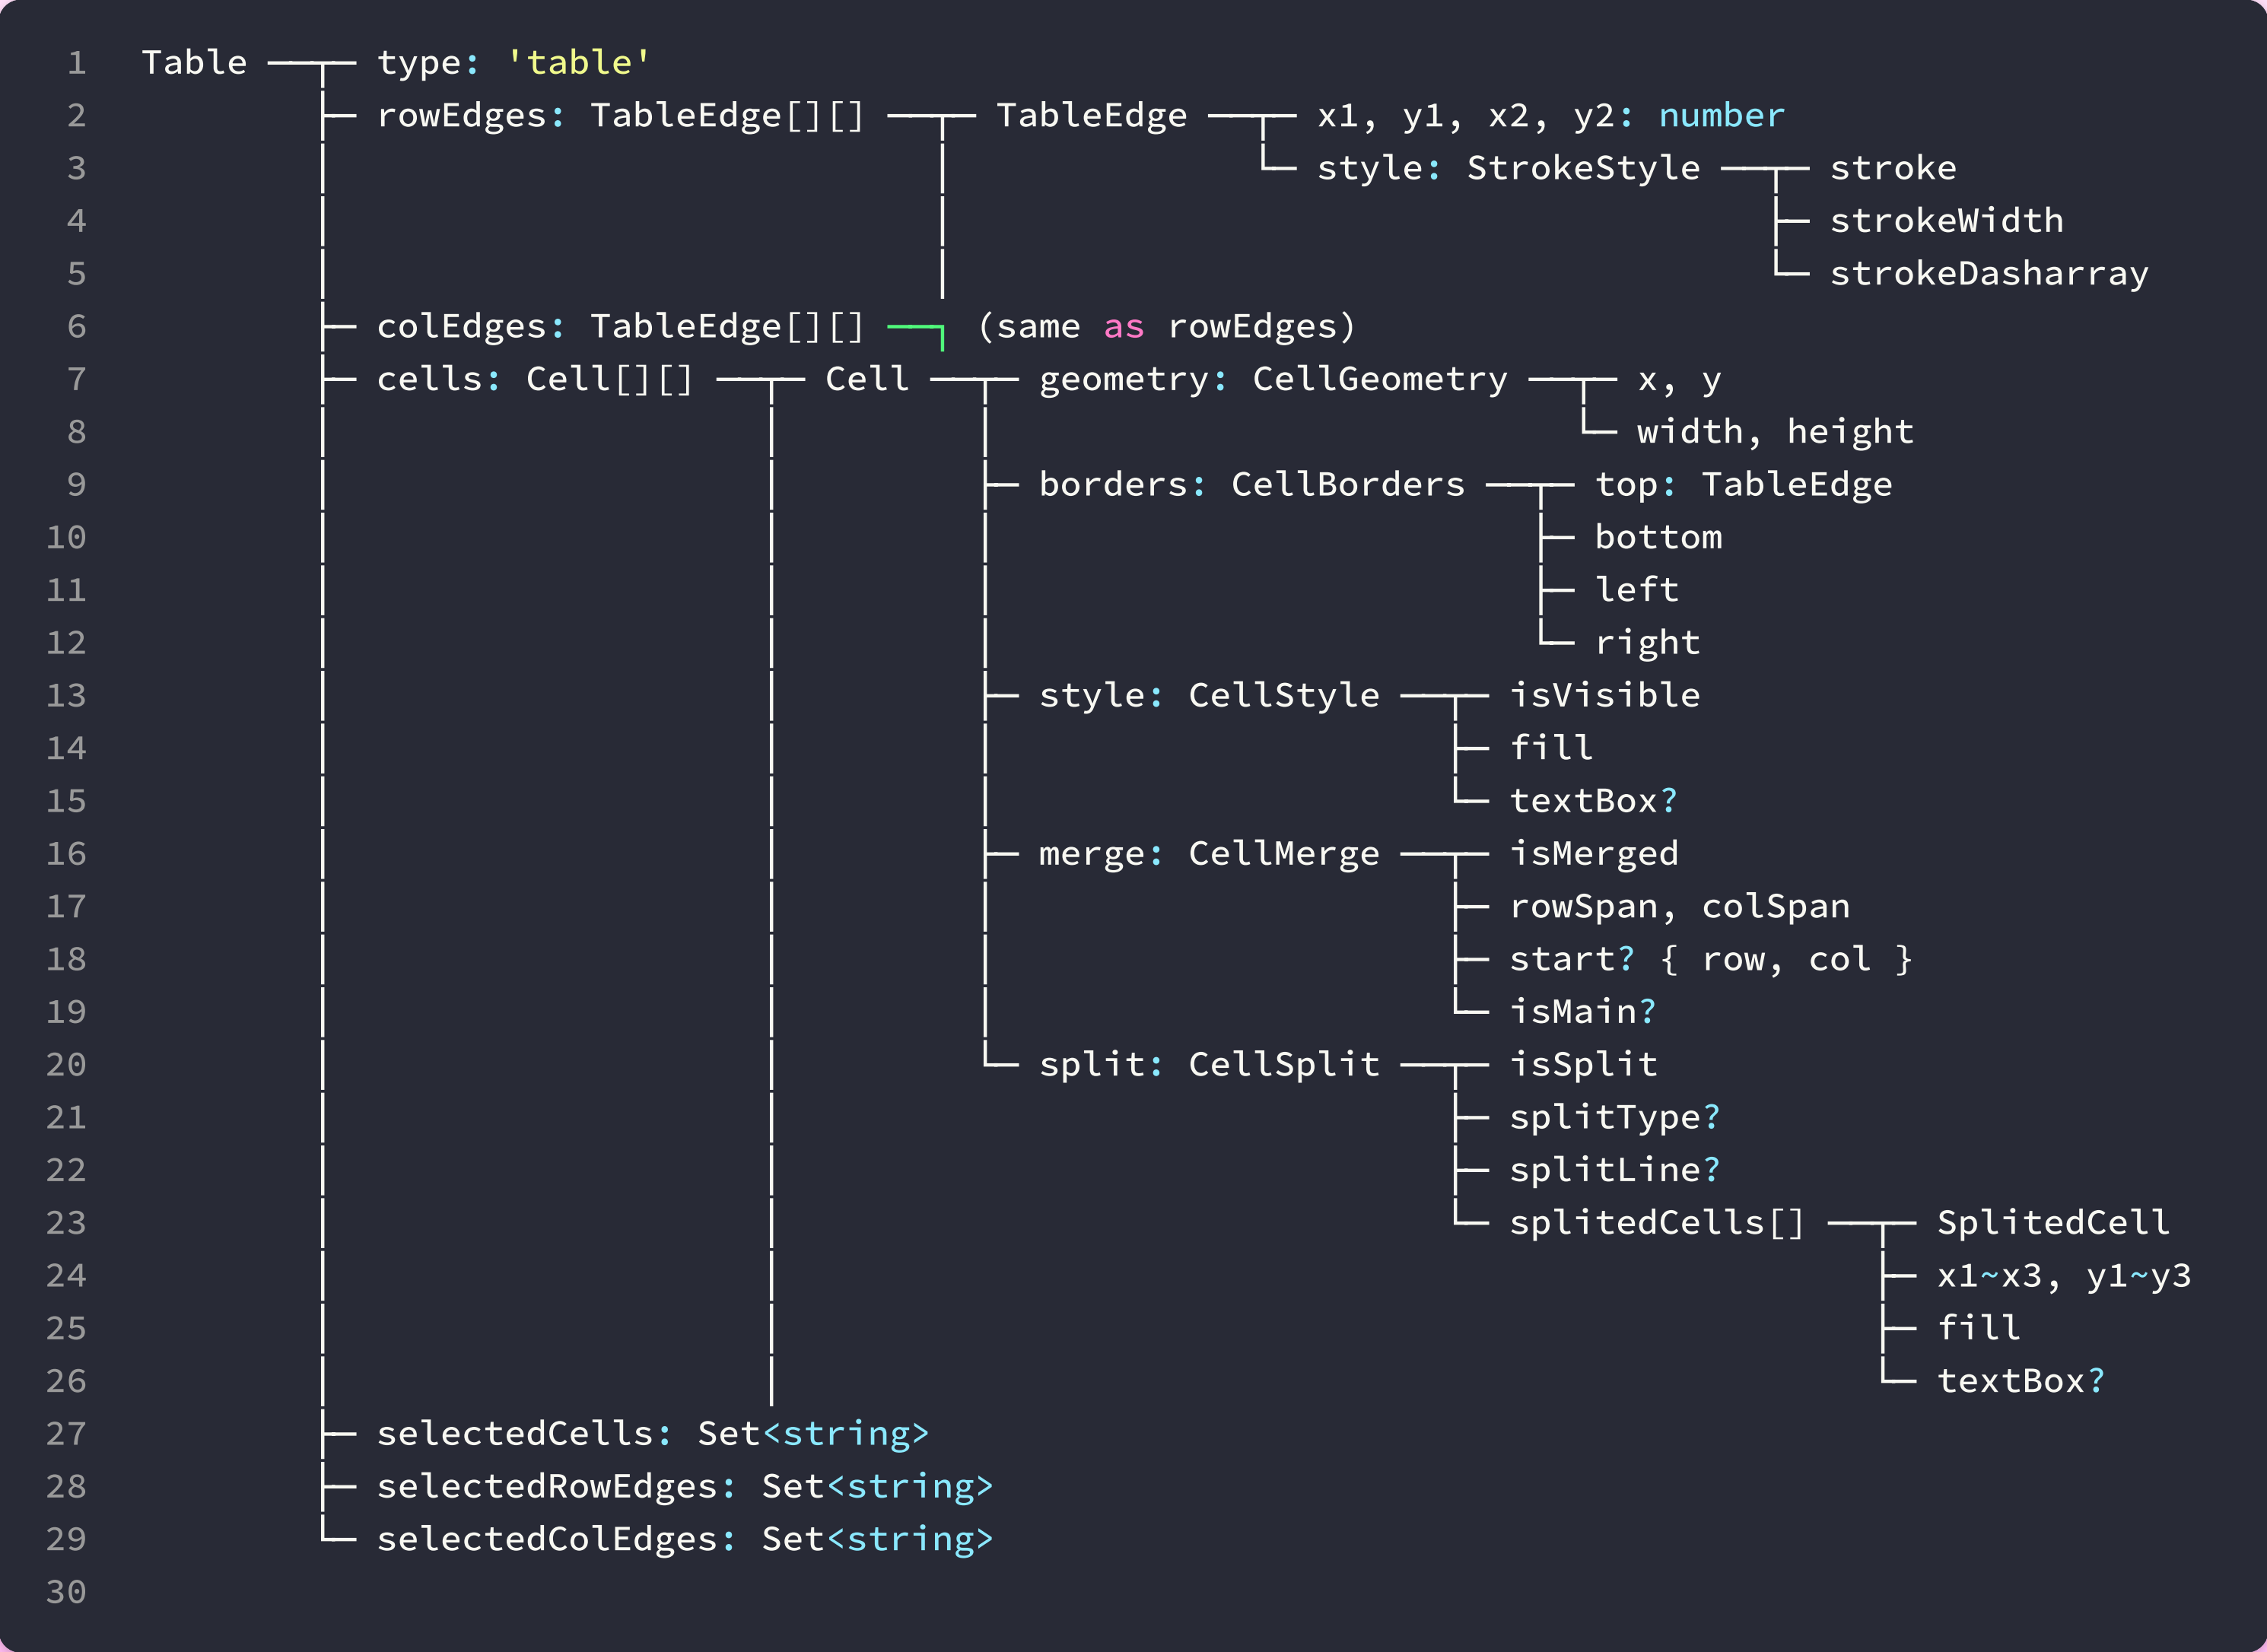 1 Table ──┬─ type: 'table'
2 ├─ rowEdges: TableEdge[][] ──┬─ TableEdge ──┬─ x1, y1, x2, y2: number
3 │ │ └─ style: StrokeStyle ──┬─ stroke
4 │ │ ├─ strokeWidth
5 │ │ └─ strokeDasharray
6 ├─ colEdges: TableEdge[][] ──┐ (same as rowEdges)
7 ├─ cells: Cell[][] ──┬─ Cell ──┬─ geometry: CellGeometry ──┬─ x, y
8 │ │ │ └─ width, height
9 │ │ ├─ borders: CellBorders ──┬─ top: TableEdge
10 │ │ │ ├─ bottom
11 │ │ │ ├─ left
12 │ │ │ └─ right
13 │ │ ├─ style: CellStyle ──┬─ isVisible
14 │ │ │ ├─ fill
15 │ │ │ └─ textBox?
16 │ │ ├─ merge: CellMerge ──┬─ isMerged
17 │ │ │ ├─ rowSpan, colSpan
18 │ │ │ ├─ start? { row, col }
19 │ │ │ └─ isMain?
20 │ │ └─ split: CellSplit ──┬─ isSplit
21 │ │ ├─ splitType?
22 │ │ ├─ splitLine?
23 │ │ └─ splitedCells[] ──┬─ SplitedCell
24 │ │ ├─ x1~x3, y1~y3
25 │ │ ├─ fill
26 │ │ └─ textBox?
27 ├─ selectedCells: Set<string>
28 ├─ selectedRowEdges: Set<string>
29 └─ selectedColEdges: Set<string>
30